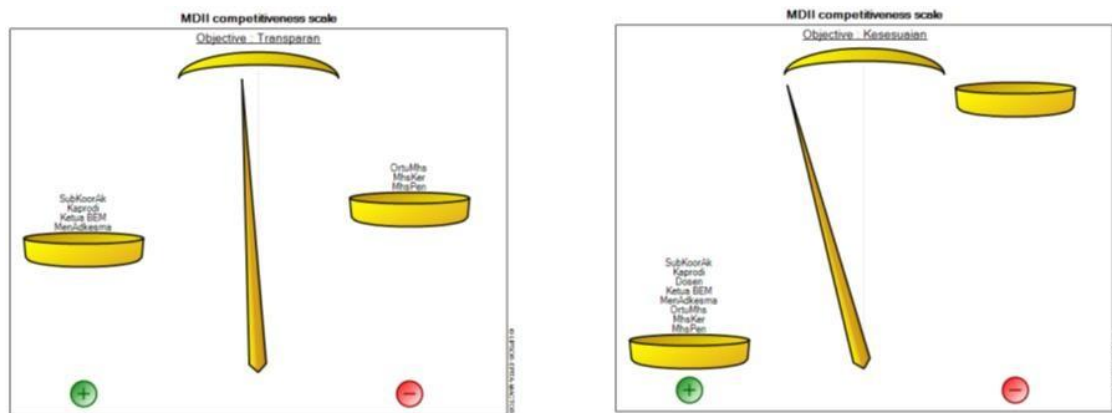 MDII competitiveness scale
Objective : Transparan
OrtuMhs
MhsKer
MhsPen
SubKoorAk
Kaprodi
Ketua BEM
MenAdkesma
+
−
MDII competitiveness scale
Objective : Kesesuaian
SubKoorAk
Kaprodi
Dosen
Ketua BEM
MenAdkesma
OrtuMhs
MhsKer
MhsPen
+
−